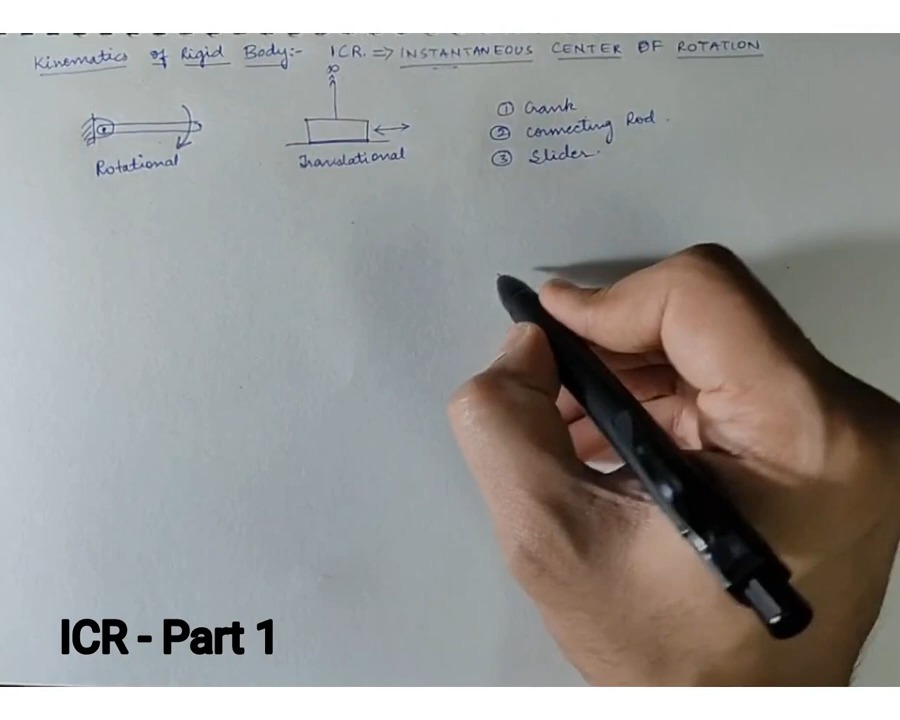 Kinematics of Rigid Body:- ICR. => INSTANTANEOUS CENTER OF ROTATION
∞
① Crank
② connecting Rod.
③ Slider.
Rotational
Translational
ICR - Part 1